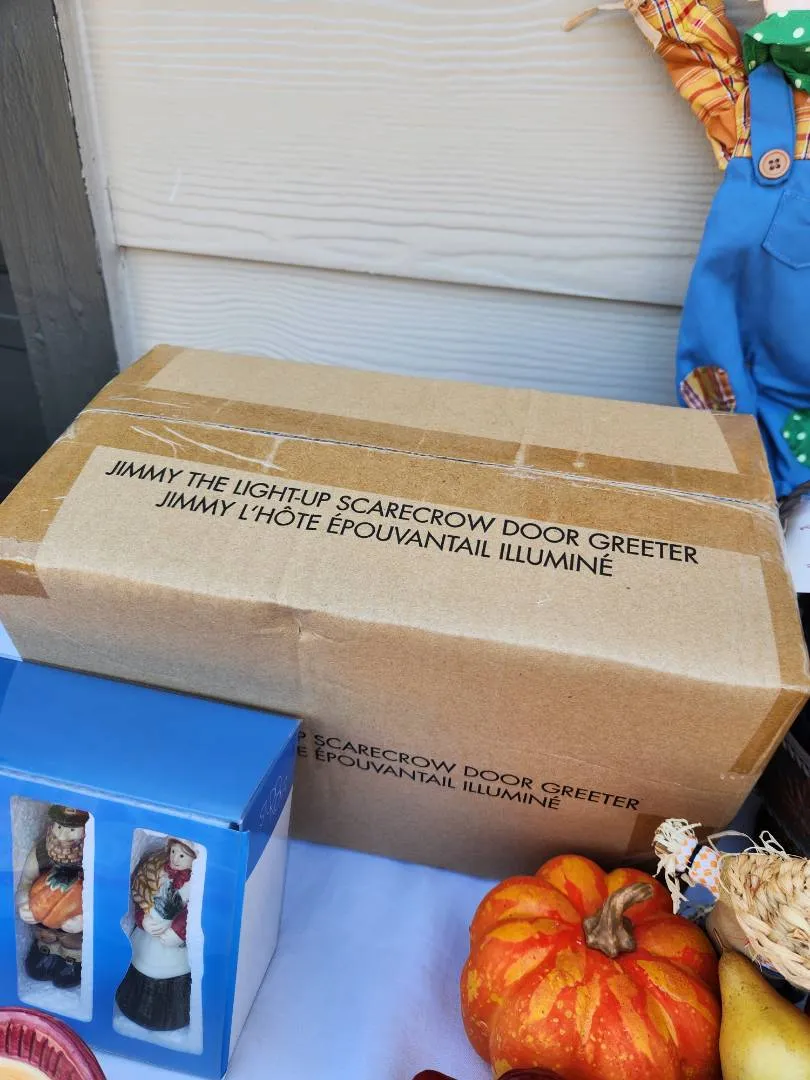 JIMMY THE LIGHT-UP SCARECROW DOOR GREETER
JIMMY L'HÔTE ÉPOUVANTAIL ILLUMINÉ
P SCARECROW DOOR GREETER
E ÉPOUVANTAIL ILLUMINÉ